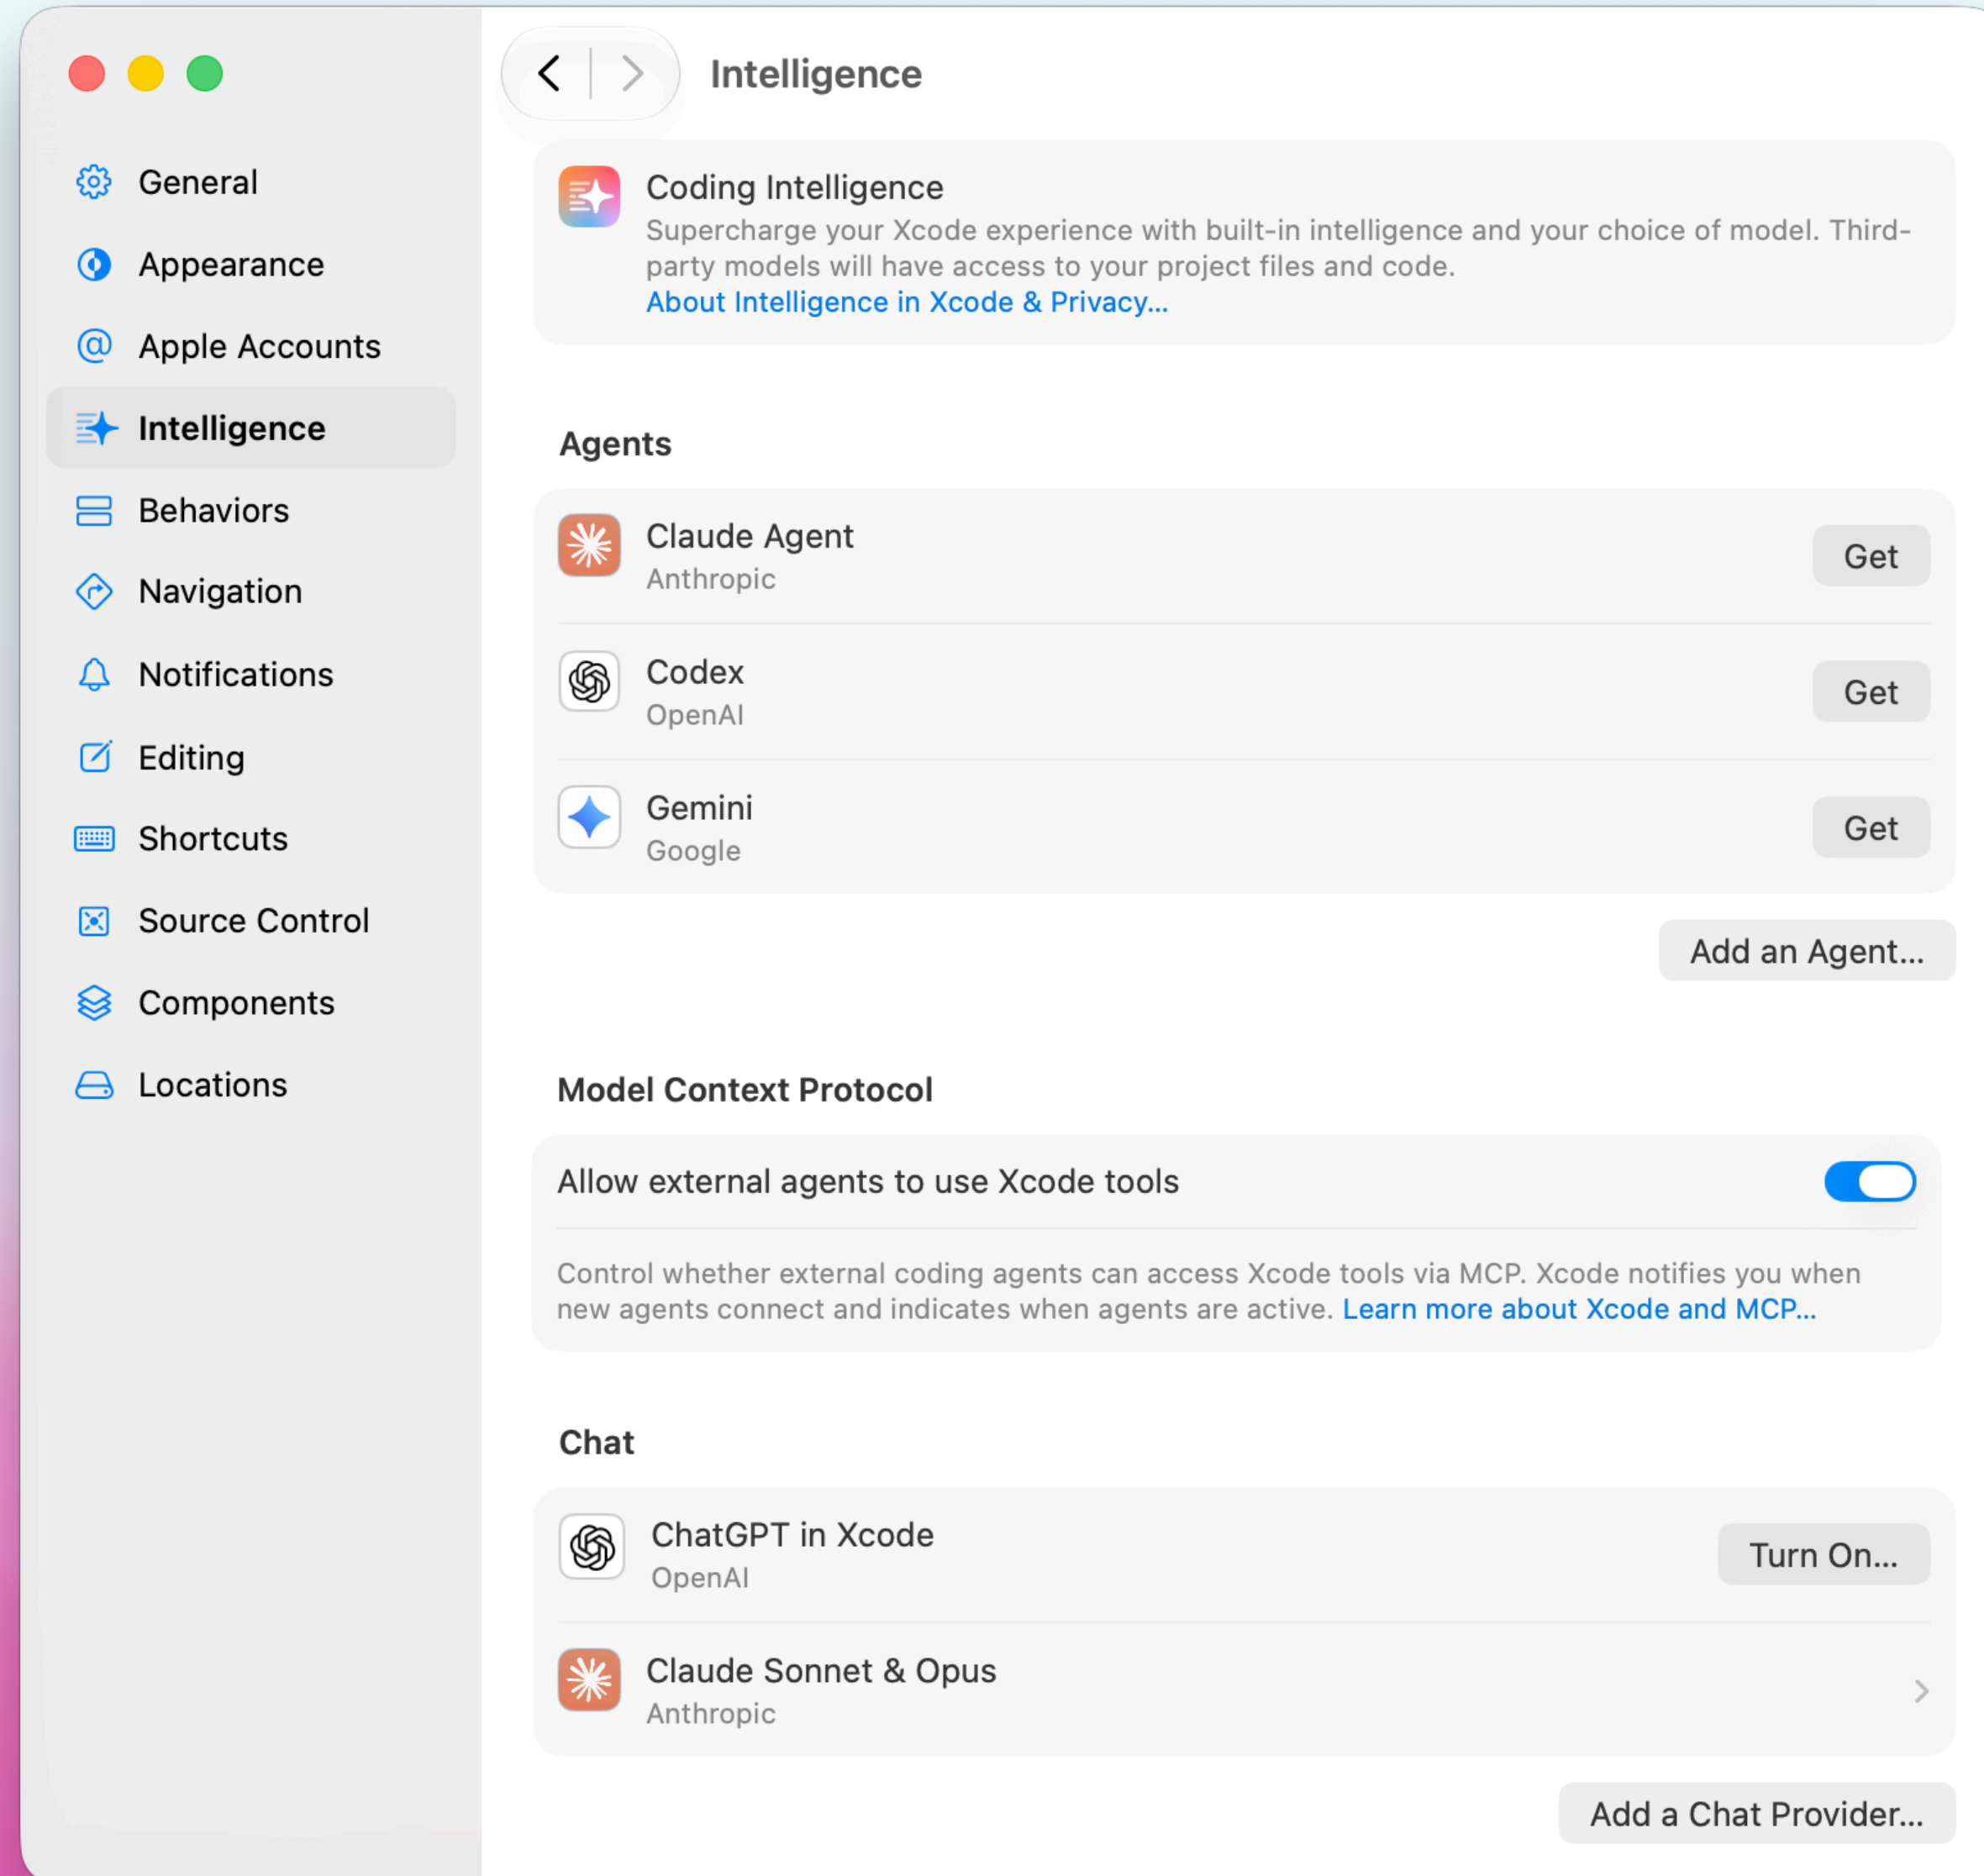 Intelligence
General
Appearance
Apple Accounts
Intelligence
Behaviors
Navigation
Notifications
Editing
Shortcuts
Source Control
Components
Locations
Coding Intelligence
Supercharge your Xcode experience with built-in intelligence and your choice of model. Third-
party models will have access to your project files and code.
About Intelligence in Xcode & Privacy...
Agents
Claude Agent
Anthropic
Get
Codex
OpenAI
Get
Gemini
Google
Get
Add an Agent...
Model Context Protocol
Allow external agents to use Xcode tools
Control whether external coding agents can access Xcode tools via MCP. Xcode notifies you when
new agents connect and indicates when agents are active. Learn more about Xcode and MCP...
Chat
ChatGPT in Xcode
OpenAI
Turn On...
Claude Sonnet & Opus
Anthropic
Add a Chat Provider...